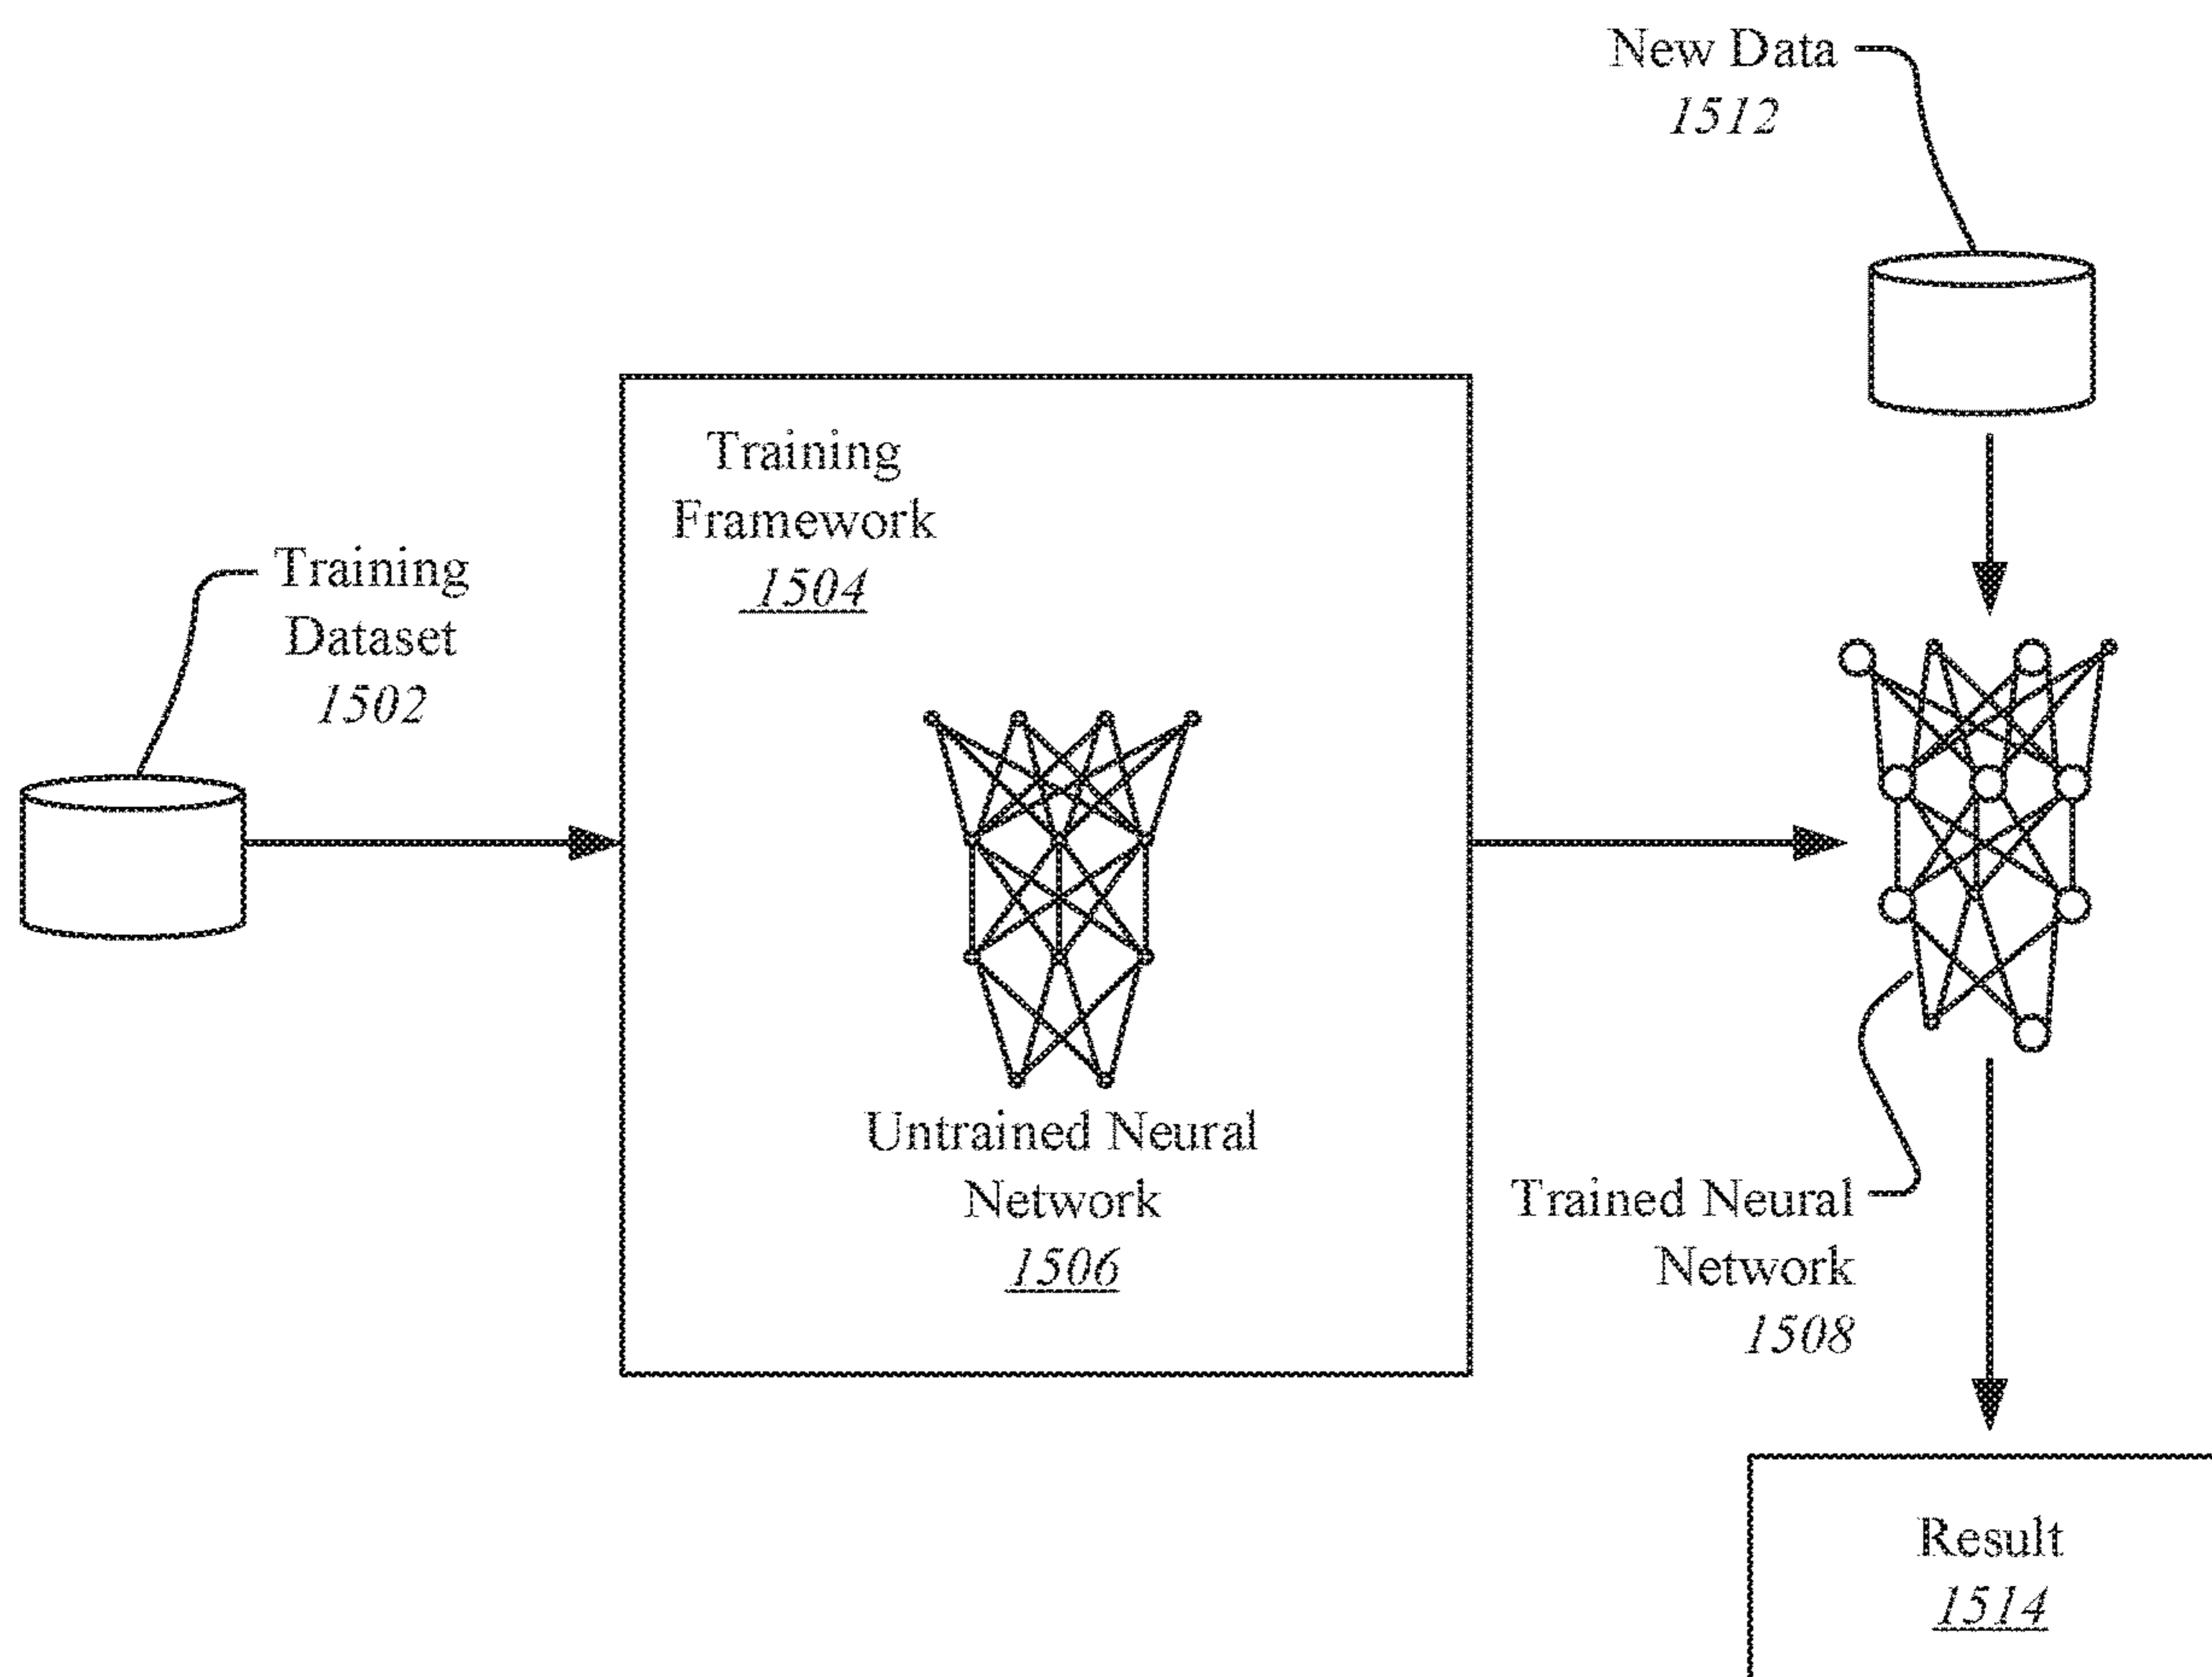 New Data
1512
Training
Framework
1504
Training
Dataset
1502
Untrained Neural
Network
1506
Trained Neural
Network
1508
Result
1514